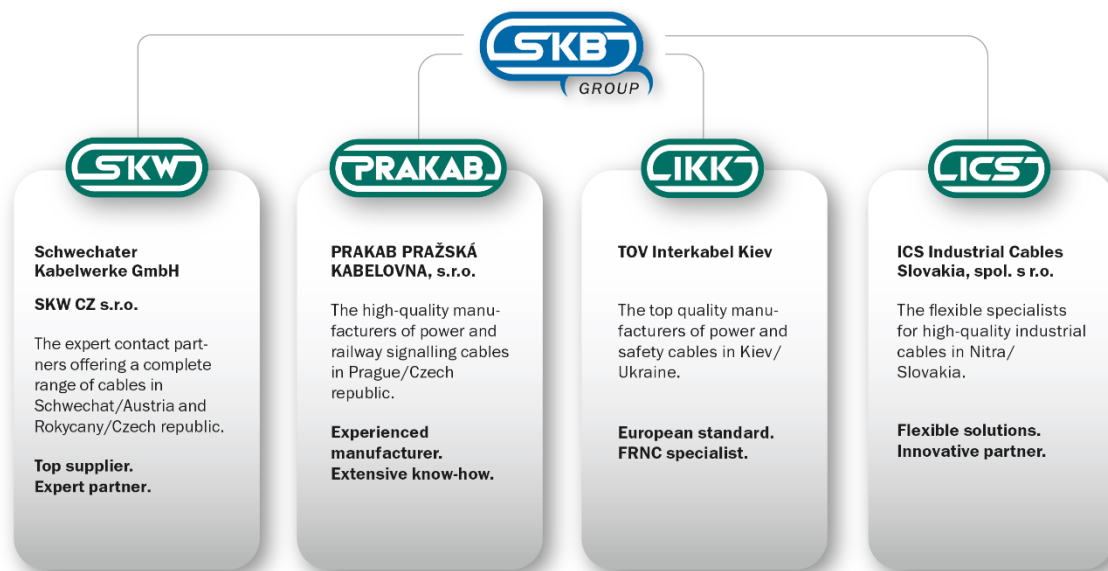 SKB
GROUP
SKW
Schwechater
Kabelwerke GmbH
SKW CZ s.r.o.
The expert contact part-
ners offering a complete
range of cables in
Schwechat/Austria and
Rokycany/Czech republic.
Top supplier.
Expert partner.
PRAKAB
PRAKAB PRAŽSKÁ
KABELOVNA, s.r.o.
The high-quality manu-
facturers of power and
railway signalling cables
in Prague/Czech
republic.
Experienced
manufacturer.
Extensive know-how.
IKK
TOV Interkabel Kiev
The top quality manu-
facturers of power and
safety cables in Kiev/
Ukraine.
European standard.
FRNC specialist.
ICS
ICS Industrial Cables
Slovakia, spol. s r.o.
The flexible specialists
for high-quality industrial
cables in Nitra/
Slovakia.
Flexible solutions.
Innovative partner.